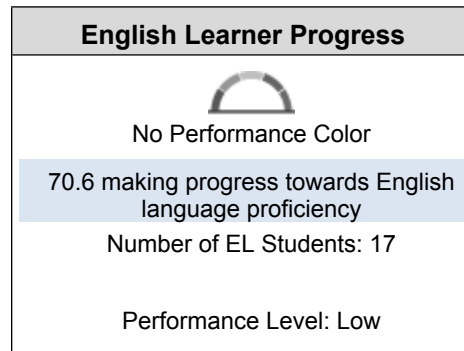 English Learner Progress
No Performance Color
70.6 making progress towards English
language proficiency
Number of EL Students: 17
Performance Level: Low